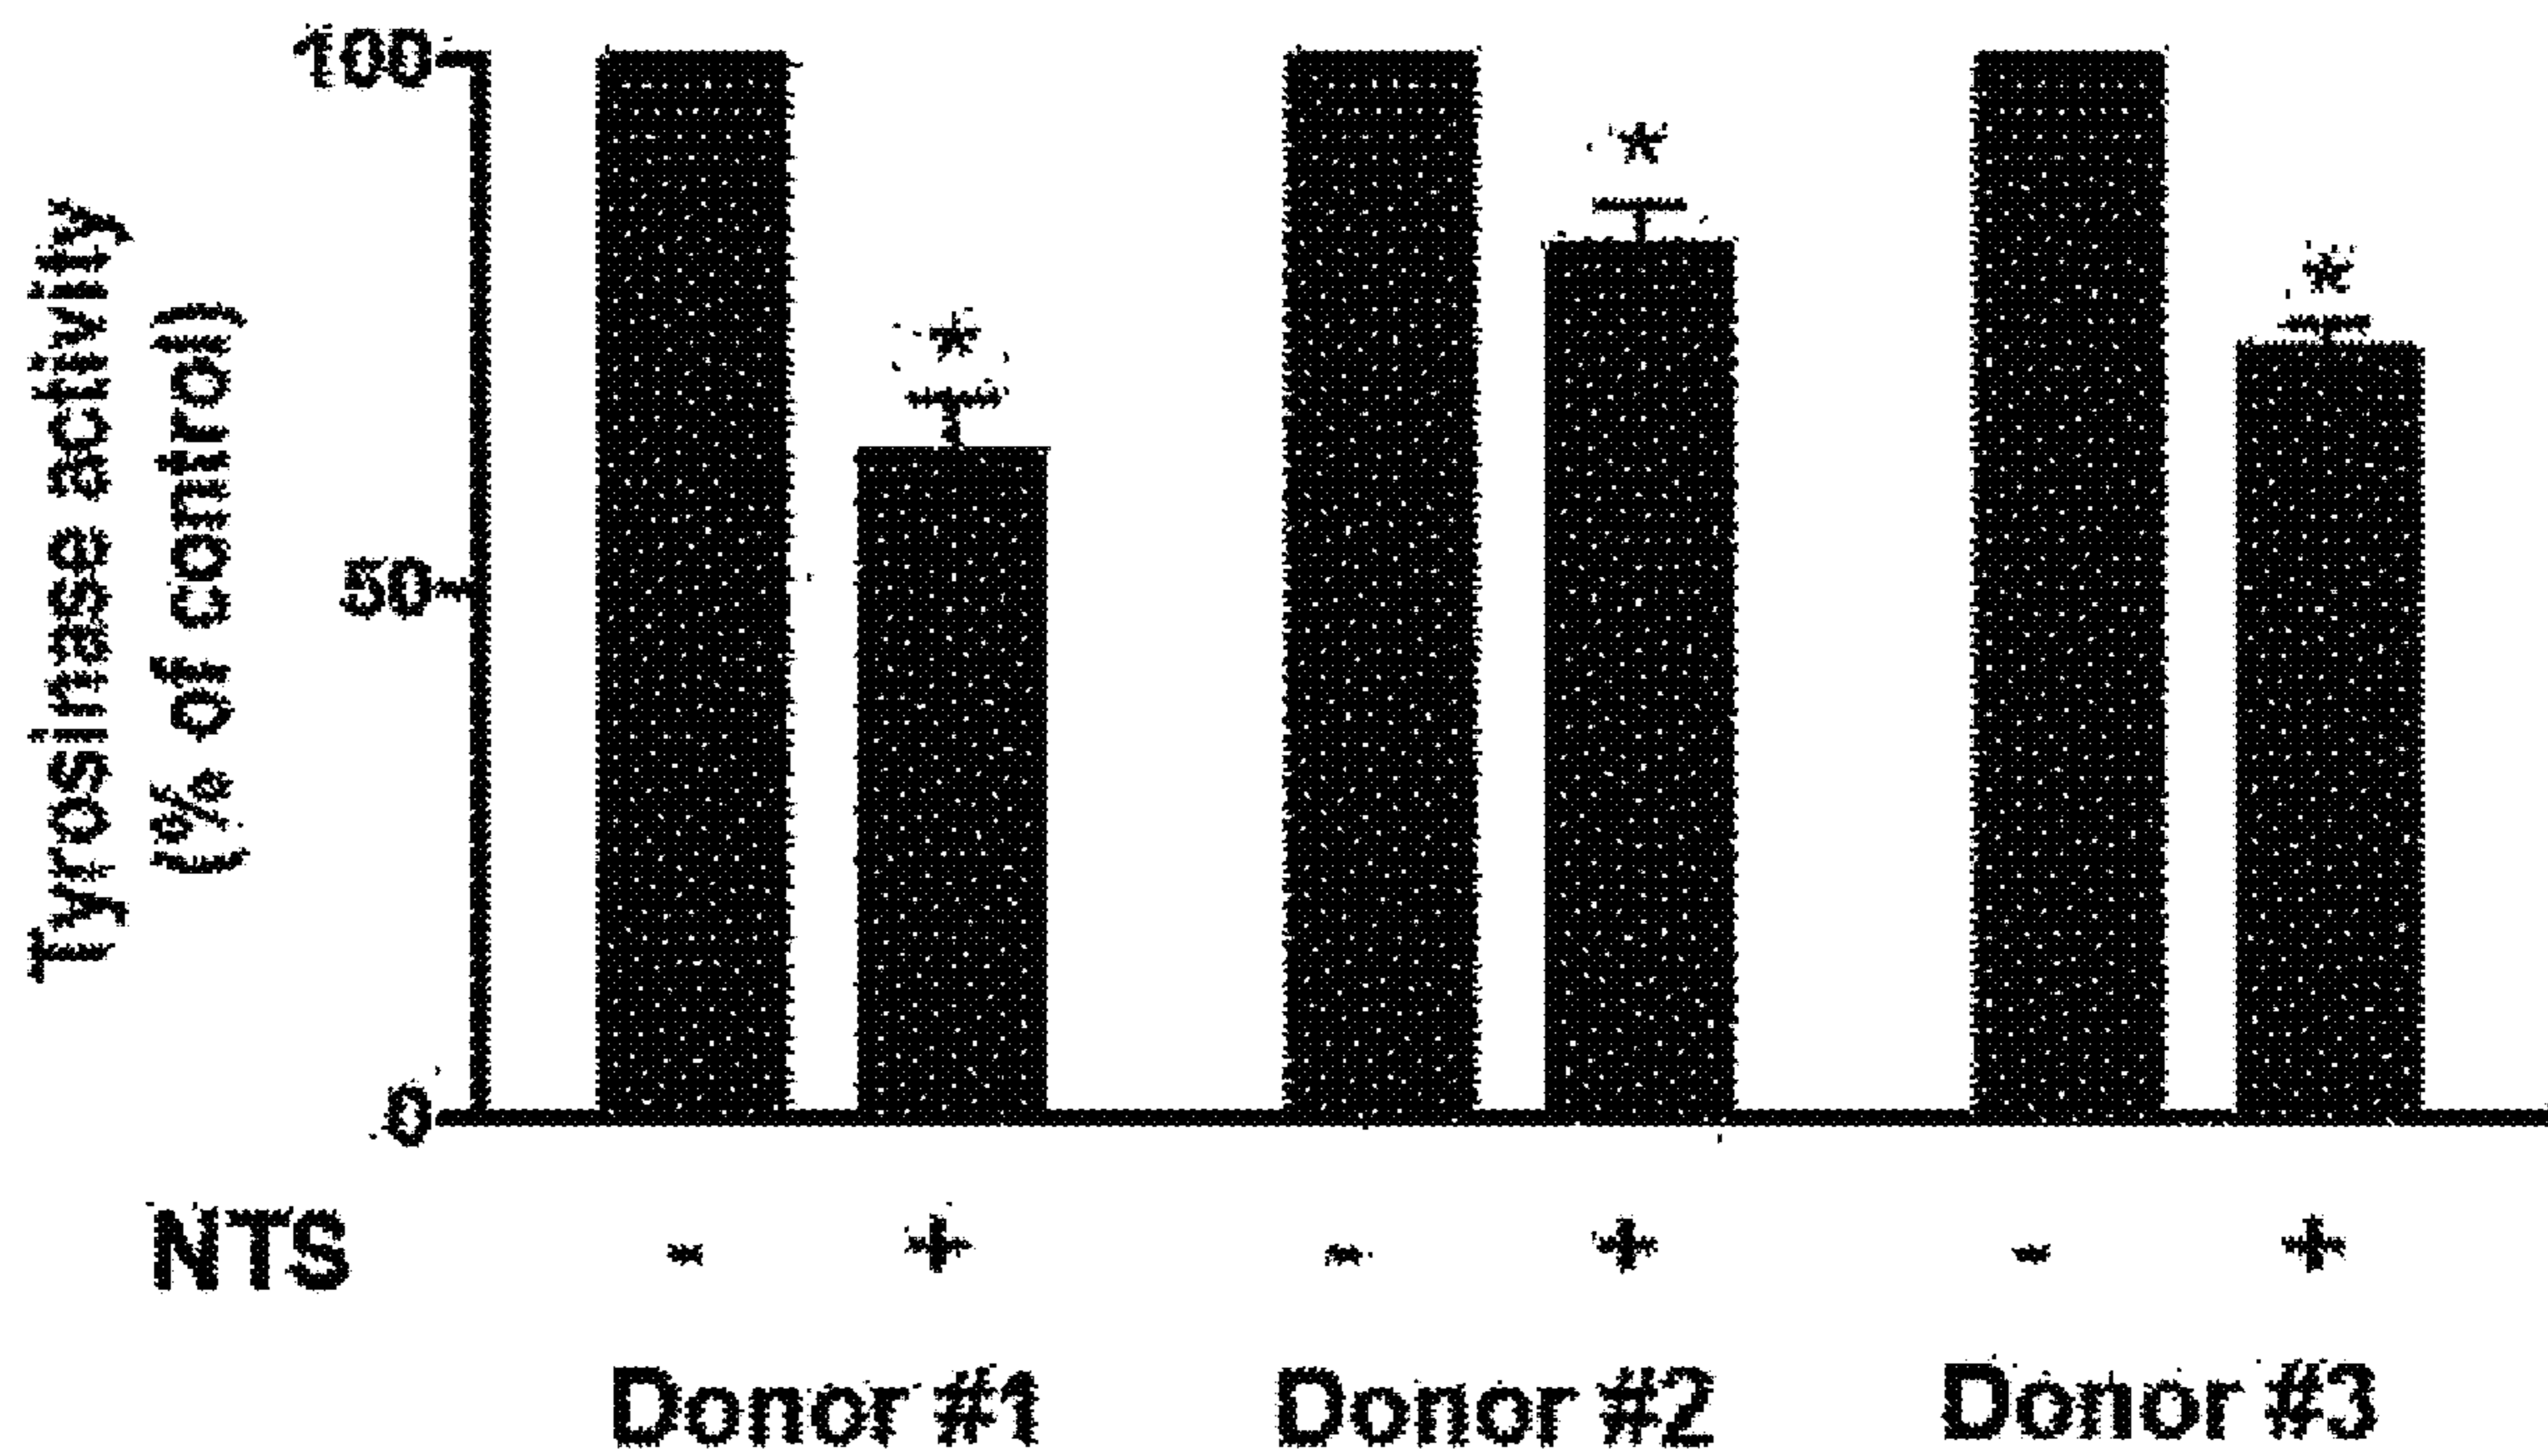 Tyrosinase activity
(% of control)
100
50
0
* * *
NTS - + - + - +
Donor #1 Donor #2 Donor #3